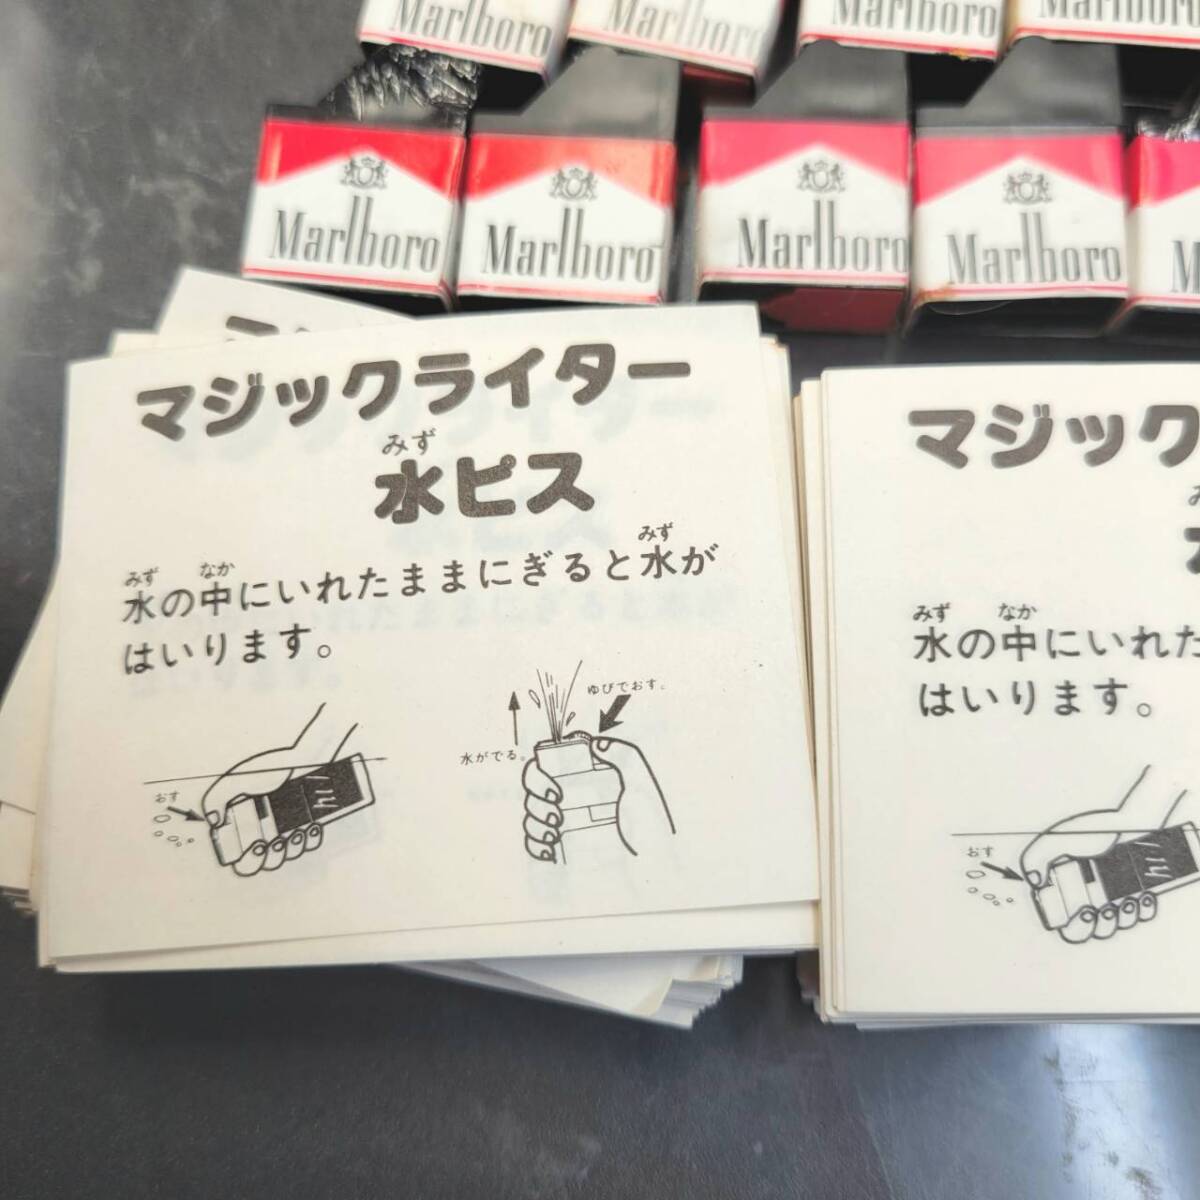 Marlboro
Marlboro
Marlboro
Marlboro
Marlboro
Marlboro
Marlboro
Marlboro
M
マジックライター
みず
水ピス
みず なか みず
水の中にいれたままにぎると水が
はいります。
おす
水がでる。
ゆびでおす。
マジック
みず なか
水の中にいれた
はいります。
おす